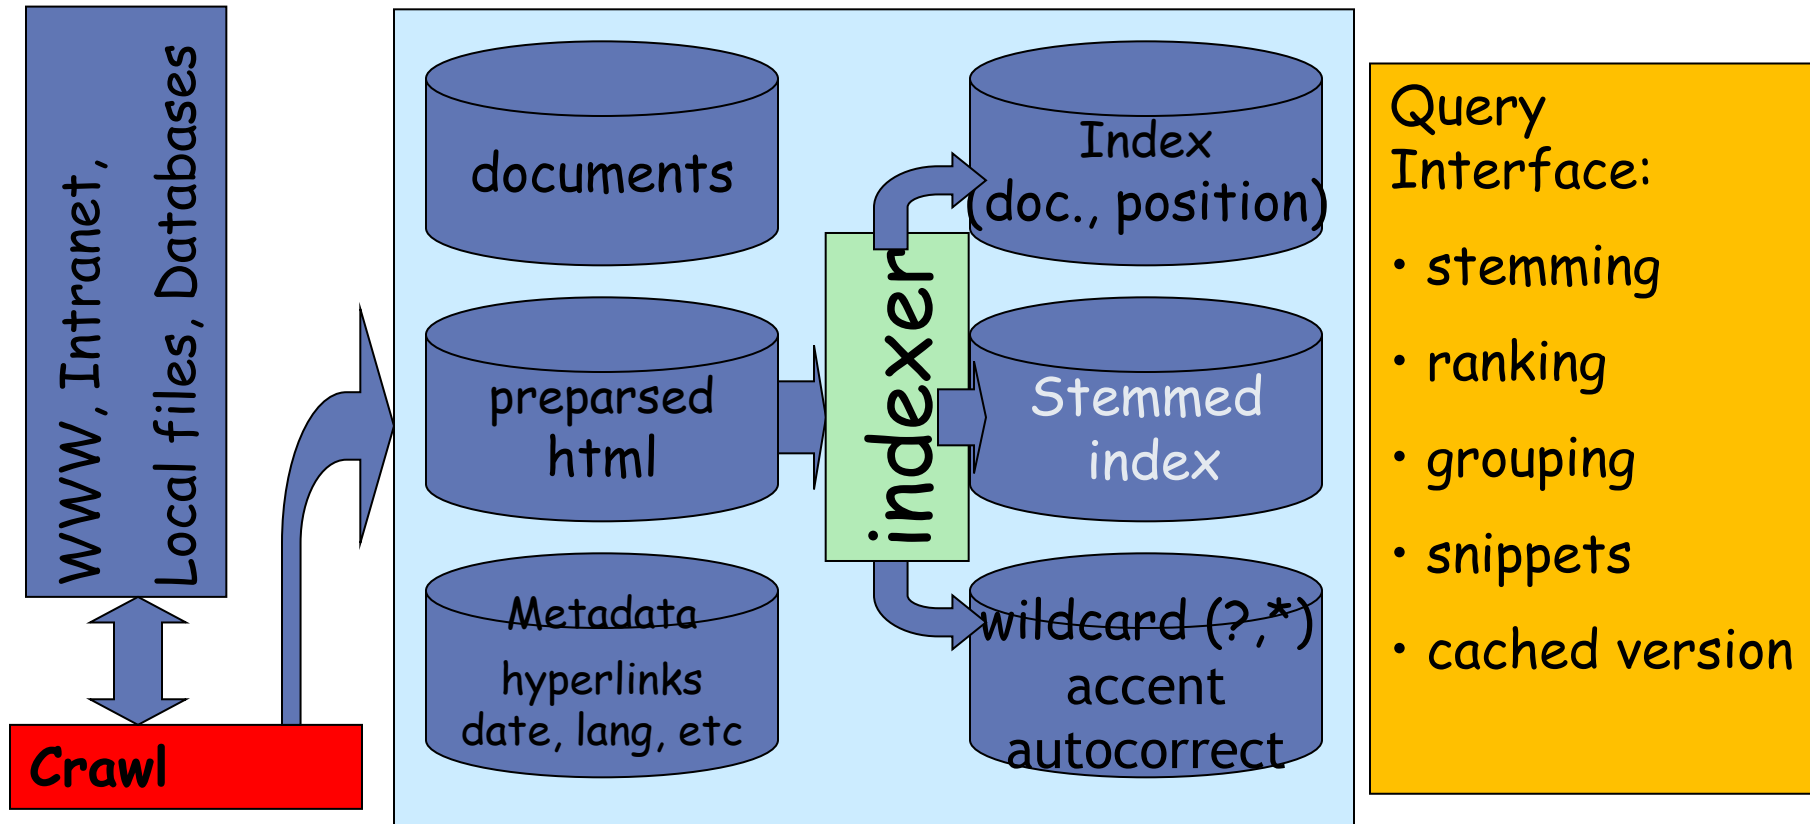 WWW, Intranet,
Local files, Databases
Crawl
documents
preparsed
html
Metadata
hyperlinks
date, lang, etc
indexer
Index
(doc., position)
Stemmed
index
wildcard (?,*)
accent
autocorrect
Query
Interface:
• stemming
• ranking
• grouping
• snippets
• cached version